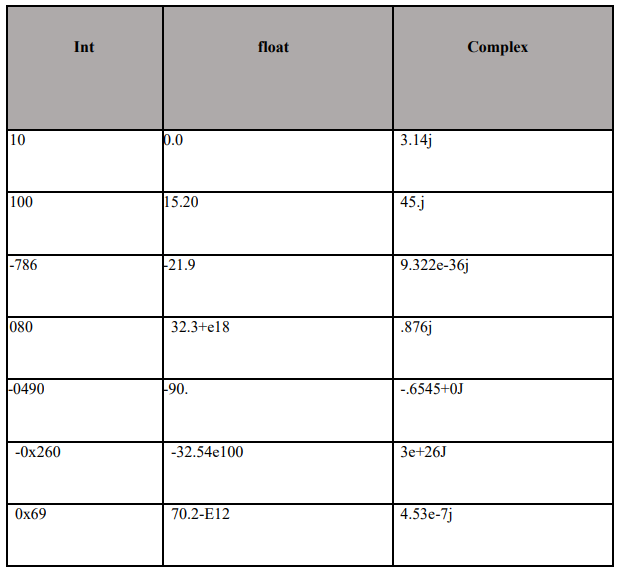 Int float Complex
10 0.0 3.14j
100 15.20 45.j
-786 -21.9 9.322e-36j
080 32.3+e18 .876j
-0490 -90. -.6545+0J
-0x260 -32.54e100 3e+26J
0x69 70.2-E12 4.53e-7j